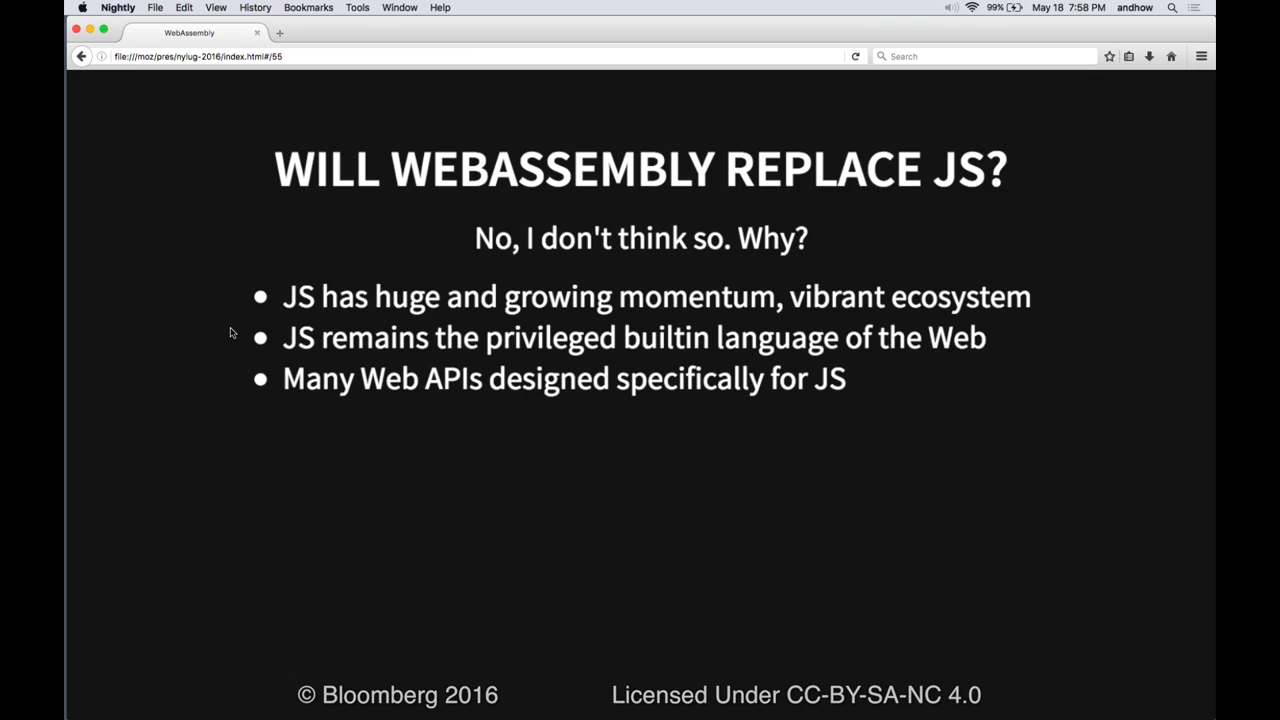 Nightly File Edit View History Bookmarks Tools Window Help 99% May 18 7:58 PM andhow
WebAssembly
file:///moz/pres/nylug-2016/index.html#/55 Search
WILL WEBASSEMBLY REPLACE JS?
No, I don't think so. Why?
JS has huge and growing momentum, vibrant ecosystem
JS remains the privileged builtin language of the Web
Many Web APIs designed specifically for JS
© Bloomberg 2016 Licensed Under CC-BY-SA-NC 4.0